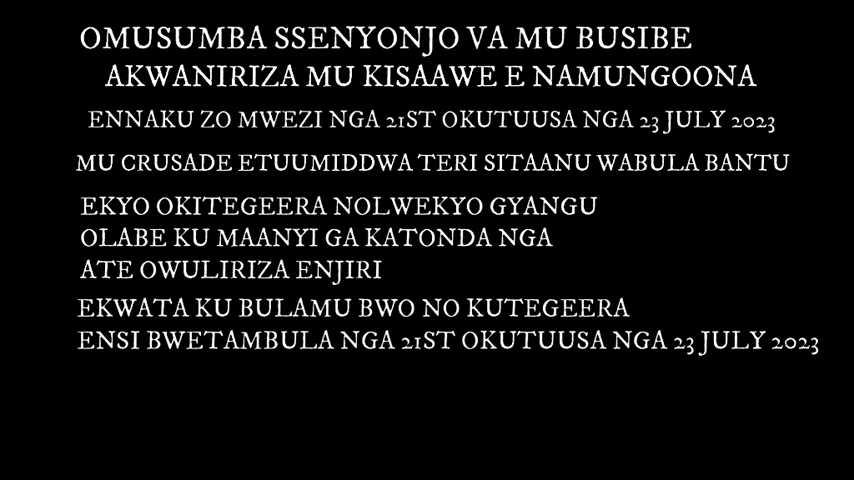 OMUSUMBA SSENYONJO VA MU BUSIBE
AKWANIRIZA MU KISAAWE E NAMUNGOONA
ENNAKU ZO MWEZI NGA 21ST OKUTUUSA NGA 23 JULY 2023
MU CRUSADE ETUUMIDDWA TERI SITAANU WABULA BANTU
EKYO OKITEGEERA NOLWEKYO GYANGU
OLABE KU MAANYI GA KATONDA NGA
ATE OWULIRIZA ENJIRI
EKWATA KU BULAMU BWO NO KUTEGEERA
ENSI BWETAMBULA NGA 21ST OKUTUUSA NGA 23 JULY 2023